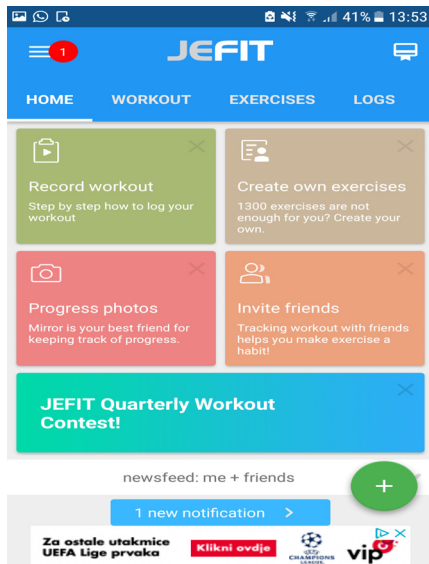 41% 13:53
1
JEFIT
HOME WORKOUT EXERCISES LOGS
Record workout
Step by step how to log your
workout
Create own exercises
1300 exercises are not
enough for you? Create your
own.
Progress photos
Mirror is your best friend for
keeping track of progress.
Invite friends
Tracking workout with friends
helps you make exercise a
habit!
JEFIT Quarterly Workout
Contest!
newsfeed: me + friends
+
1 new notification >
Za ostale utakmice
UEFA Lige prvaka
Klikni ovdje
CHAMPIONS
LEAGUE
vip